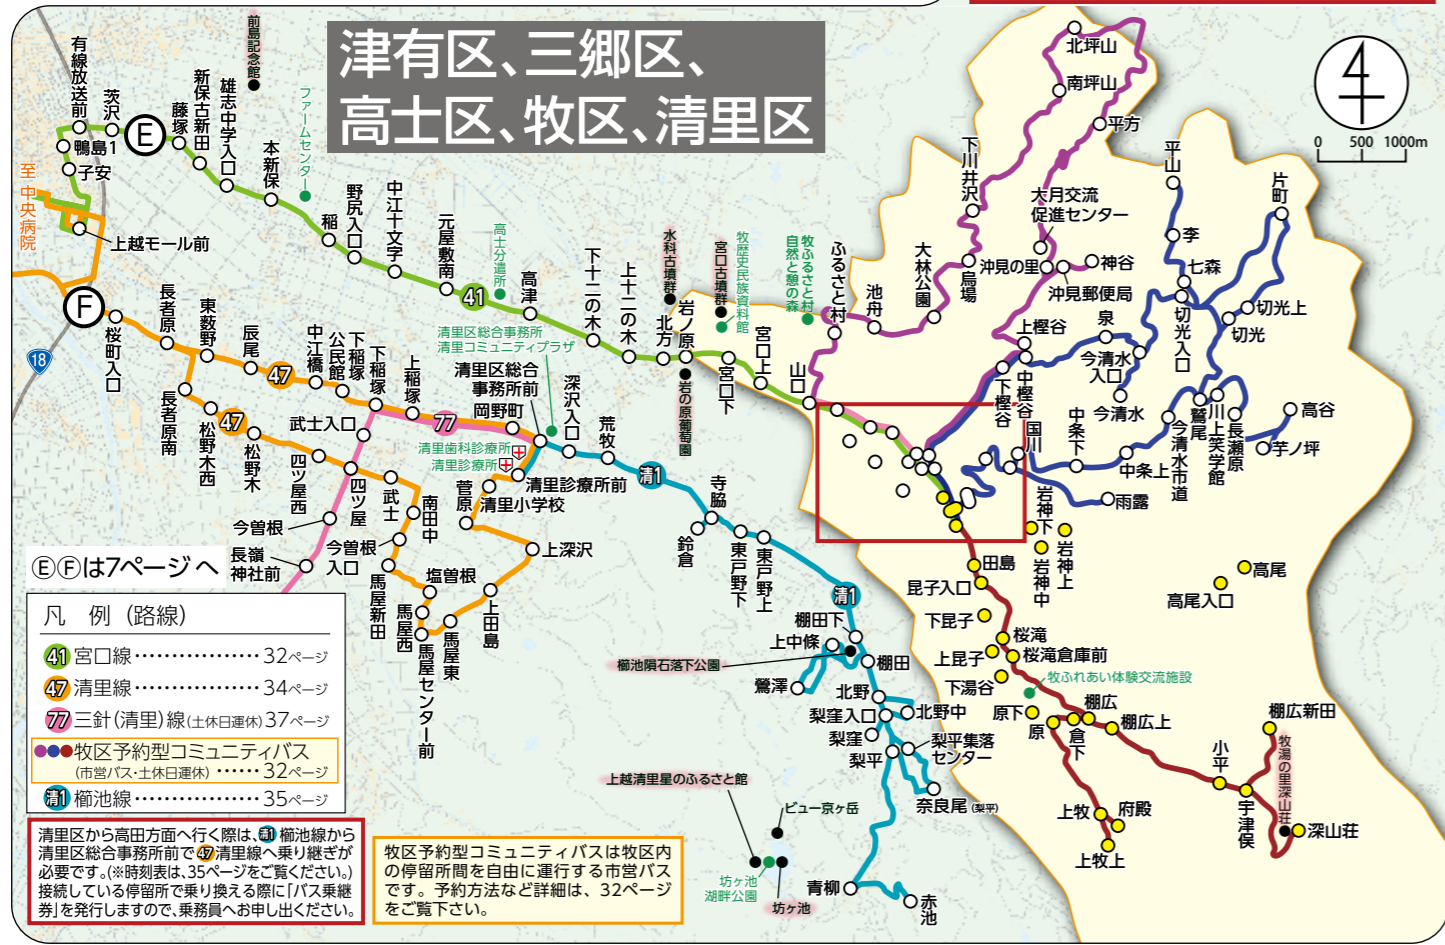 津有区、三郷区、
高士区、牧区、清里区
0 500 1000m
有線放送前
茨沢
E
鴨島1
子安
至 中央病院
上越モール前
藤塚
新保古新田
雄志中学入口
前島記念館
本新保
ファームセンター
稲
野尻入口
中江十文字
元屋敷南
41
高士分遣所
高津
下十二の木
上十二の木
北方
水科古墳群
岩ノ原
岩の原葡萄園
宮口古墳群
牧歴史民族資料館
宮口下
宮口上
牧ふるさと村
自然と憩の森
山口
ふるさと村
池舟
大林公園
烏場
下川井沢
南坪山
北坪山
平方
大月交流
促進センター
沖見の里
神谷
沖見郵便局
上樫谷
中樫谷
下樫谷
平山
李
七森
片町
切光上
切光
切光入口
泉
今清水
入口
今清水
中条下
中条上
今清水市道
鷲尾
川上笑学館
長瀬原
高谷
芋ノ坪
国川
雨露
岩神下
岩神中
岩神上
高尾
高尾入口
田島
昆子入口
下昆子
桜滝
上昆子
桜滝倉庫前
下湯谷
牧ふれあい体験交流施設
原下
原
倉下
棚広
棚広上
棚広新田
小平
宇津俣
牧湯の里深山荘
深山荘
上牧
府殿
上牧上
F
18
桜町入口
長者原
東数野
辰尾
47
中江橋
下稲塚
公民館
下稲塚
上稲塚
77
岡野町
清里区総合事務所
清里コミュニティプラザ
清里区総合
事務所前
深沢入口
荒牧
清里歯科診療所
清里診療所
清里診療所前
清里小学校
菅原
上深沢
上田島
長者原南
松野木西
47
松野木
四ツ屋西
武士入口
四ツ屋
武士
南田中
今曽根
今曽根
入口
長嶺
神社前
馬屋新田
塩曽根
馬屋西
馬屋センター前
馬屋東
清1
寺脇
鈴倉
東戸野下
東戸野上
清1
棚田下
上中條
櫛池隕石落下公園
棚田
鶯澤
北野
北野中
梨窪入口
梨窪
梨平
梨平集落
センター
奈良尾(梨平)
上越清里星のふるさと館
ビュー京ヶ岳
坊ヶ池
湖畔公園
坊ヶ池
青柳
赤池
ⒺⒻは7ページへ
凡 例(路線)
41 宮口線……………… 32ページ
47 清里線……………… 34ページ
77 三針(清里)線(土休日運休) 37ページ
牧区予約型コミュニティバス
(市営バス・土休日運休) …… 32ページ
清1 櫛池線……………… 35ページ
清里区から高田方面へ行く際は、清1 櫛池線から
清里区総合事務所前で47清里線へ乗り継ぎが
必要です。(※時刻表は、35ページをご覧ください。)
接続している停留所で乗り換える際に「バス乗継
券」を発行しますので、乗務員へお申し出ください。
牧区予約型コミュニティバスは牧区内
の停留所間を自由に運行する市営バス
です。予約方法など詳細は、32ページ
をご覧下さい。